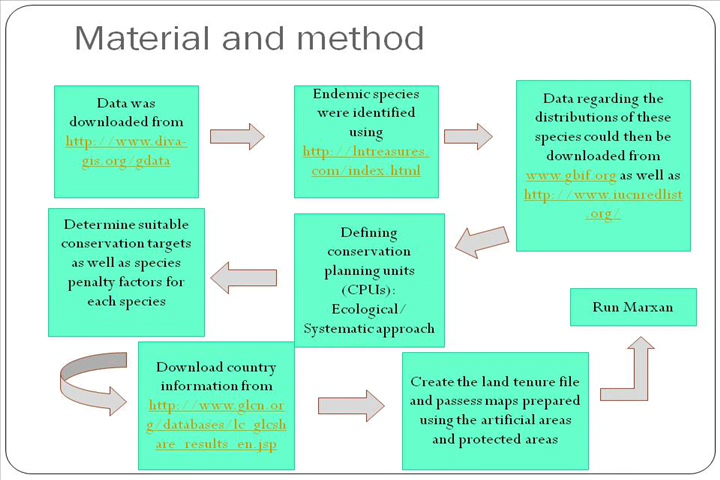 Material and method
Data was
downloaded from
http://www.diva-
gis.org/gdata
Endemic species
were identified
using
http://lntreasures.
com/index.html
Data regarding the
distributions of these
species could then be
downloaded from
www.gbif.org as well as
http://www.iucnredlist
.org/
Defining
conservation
planning units
(CPUs):
Ecological/
Systematic approach
Determine suitable
conservation targets
as well as species
penalty factors for
each species
Download country
information from
http://www.glcn.or
g/databases/lc_glcsh
are_results_en.jsp
Create the land tenure file
and passess maps prepared
using the artificial areas
and protected areas
Run Marxan